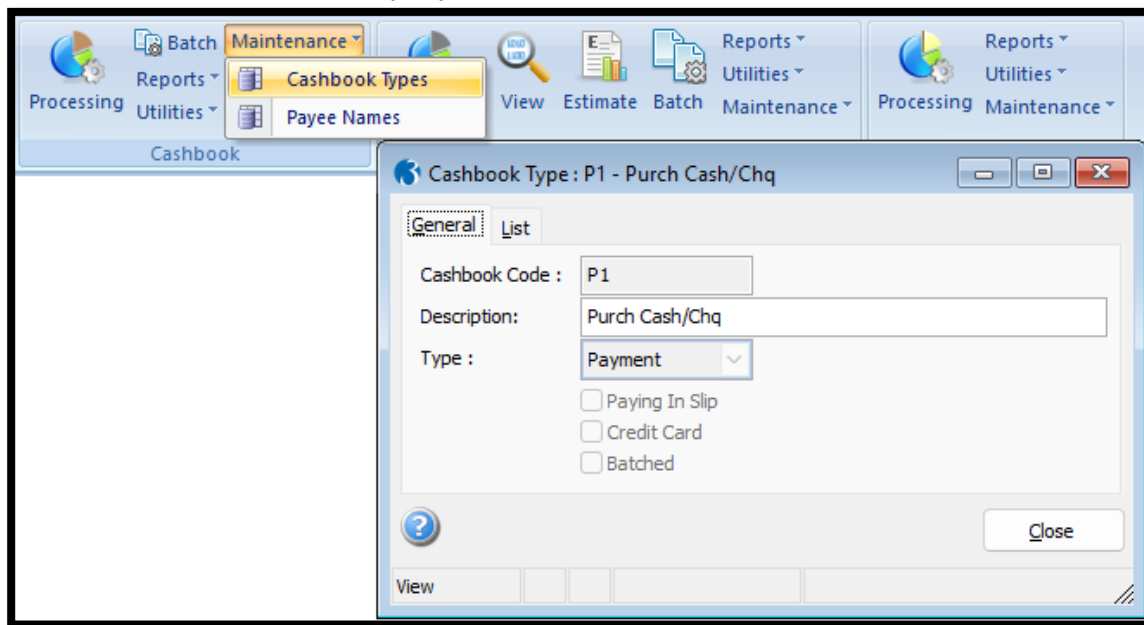 Batch Maintenance
Reports
Utilities
Processing
Cashbook Types
Payee Names
Cashbook
View Estimate Batch
Reports
Utilities
Maintenance
Processing
Reports
Utilities
Maintenance
Cashbook Type : P1 - Purch Cash/Chq
General List
Cashbook Code : P1
Description: Purch Cash/Chq
Type : Payment
Paying In Slip
Credit Card
Batched
Close
View